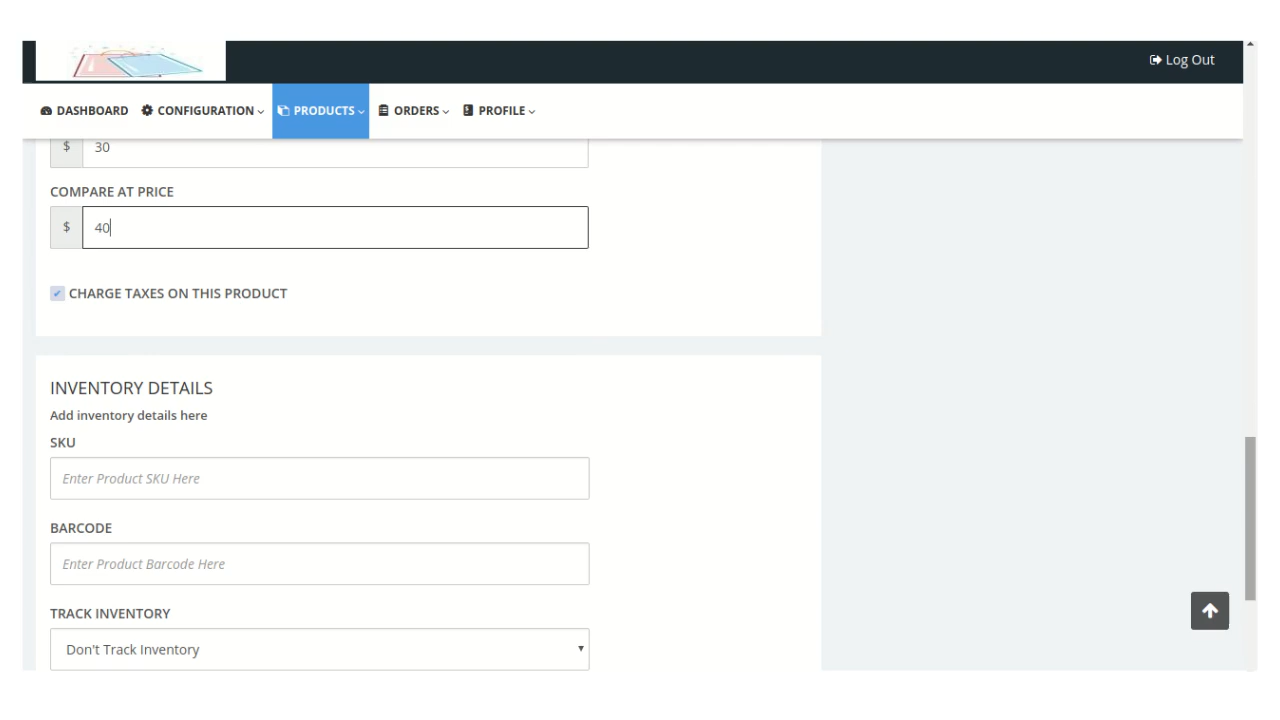 Log Out
DASHBOARD CONFIGURATION PRODUCTS ORDERS PROFILE
$ 30
COMPARE AT PRICE
$ 40
CHARGE TAXES ON THIS PRODUCT
INVENTORY DETAILS
Add inventory details here
SKU
Enter Product SKU Here
BARCODE
Enter Product Barcode Here
TRACK INVENTORY
Don't Track Inventory